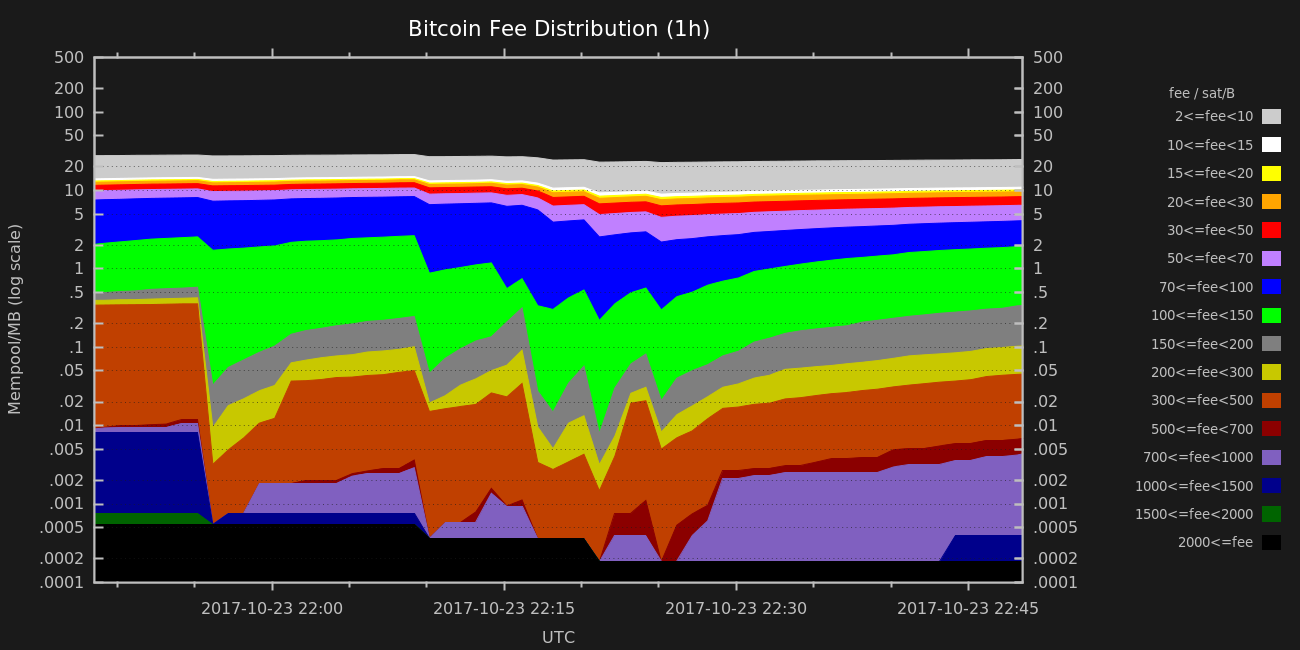 Bitcoin Fee Distribution (1h)
500
200
100
50
20
10
5
2
1
.5
.2
.1
.05
.02
.01
.005
.002
.001
.0005
.0002
.0001
Mempool/MB (log scale)
500
200
100
50
20
10
5
2
1
.5
.2
.1
.05
.02
.01
.005
.002
.001
.0005
.0002
.0001
2017-10-23 22:00
2017-10-23 22:15
2017-10-23 22:30
2017-10-23 22:45
UTC
fee / sat/B
2<=fee<10
10<=fee<15
15<=fee<20
20<=fee<30
30<=fee<50
50<=fee<70
70<=fee<100
100<=fee<150
150<=fee<200
200<=fee<300
300<=fee<500
500<=fee<700
700<=fee<1000
1000<=fee<1500
1500<=fee<2000
2000<=fee